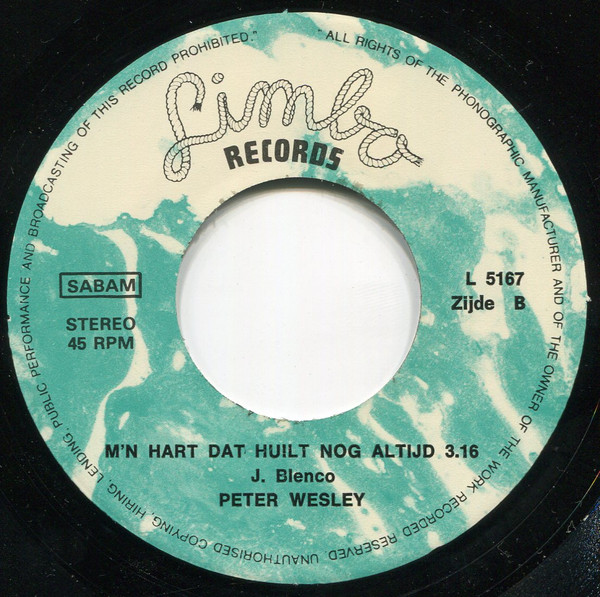 "ALL RIGHTS OF THE PHONOGRAPHIC MANUFACTURER AND OF THE OWNER OF THE WORK RECORDED RESERVED. UNAUTHORISED COPYING, HIRING, LENDING, PUBLIC PERFORMANCE AND BROADCASTING OF THIS RECORD PROHIBITED."
Limbo
RECORDS
SABAM
STEREO
45 RPM
L 5167
Zijde B
M'N HART DAT HUILT NOG ALTIJD 3.16
J. Blenco
PETER WESLEY